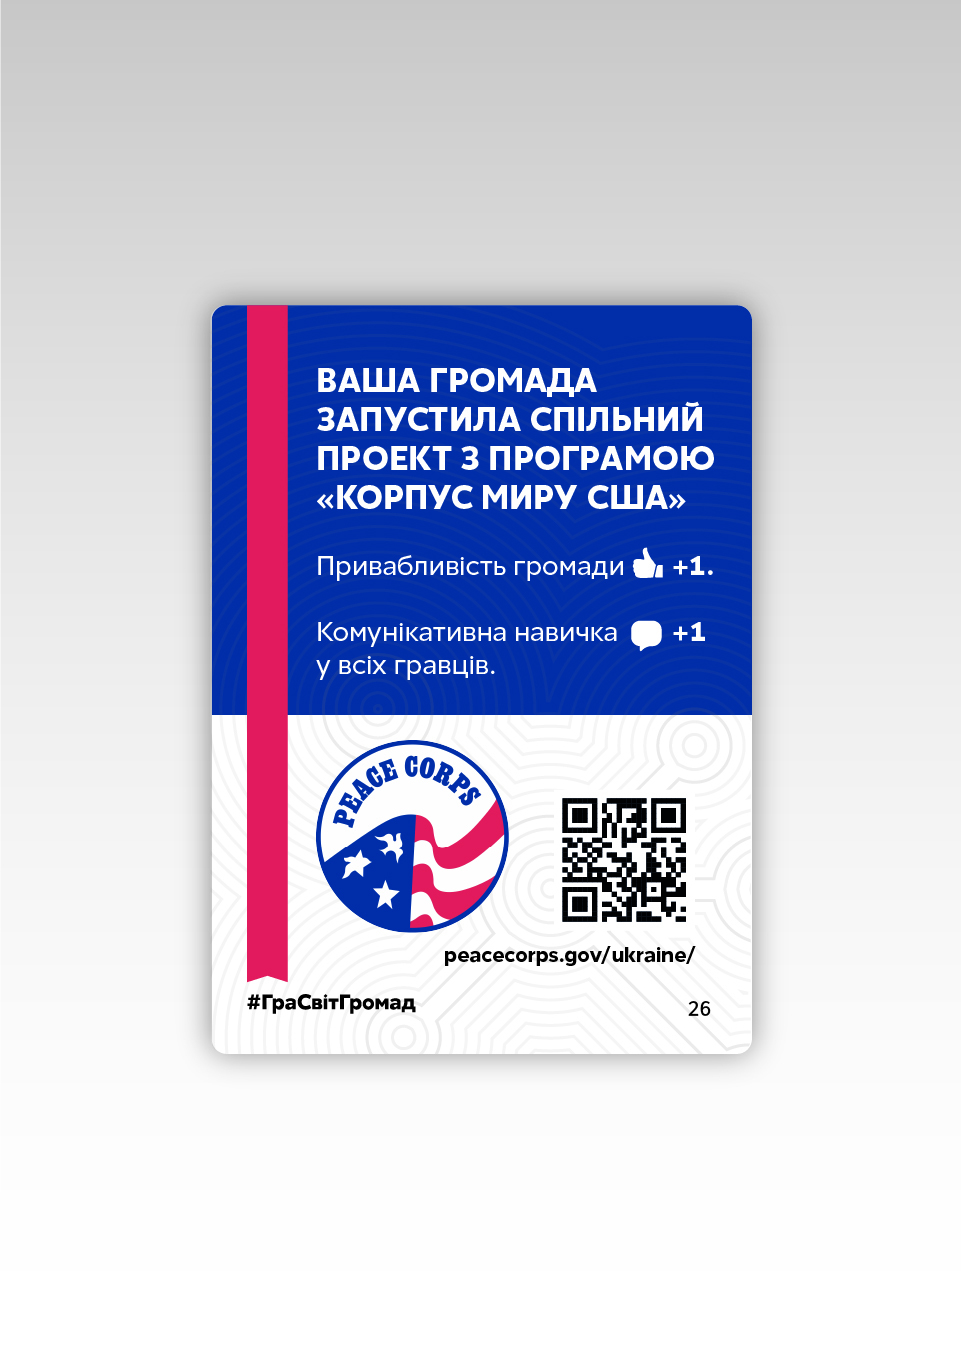 ВАША ГРОМАДА
ЗАПУСТИЛА СПІЛЬНИЙ
ПРОЕКТ З ПРОГРАМОЮ
«КОРПУС МИРУ США»
Привабливість громади +1.
Комунікативна навичка +1
у всіх гравців.
PEACE CORPS
peacecorps.gov/ukraine/
#ГраСвітГромад
26